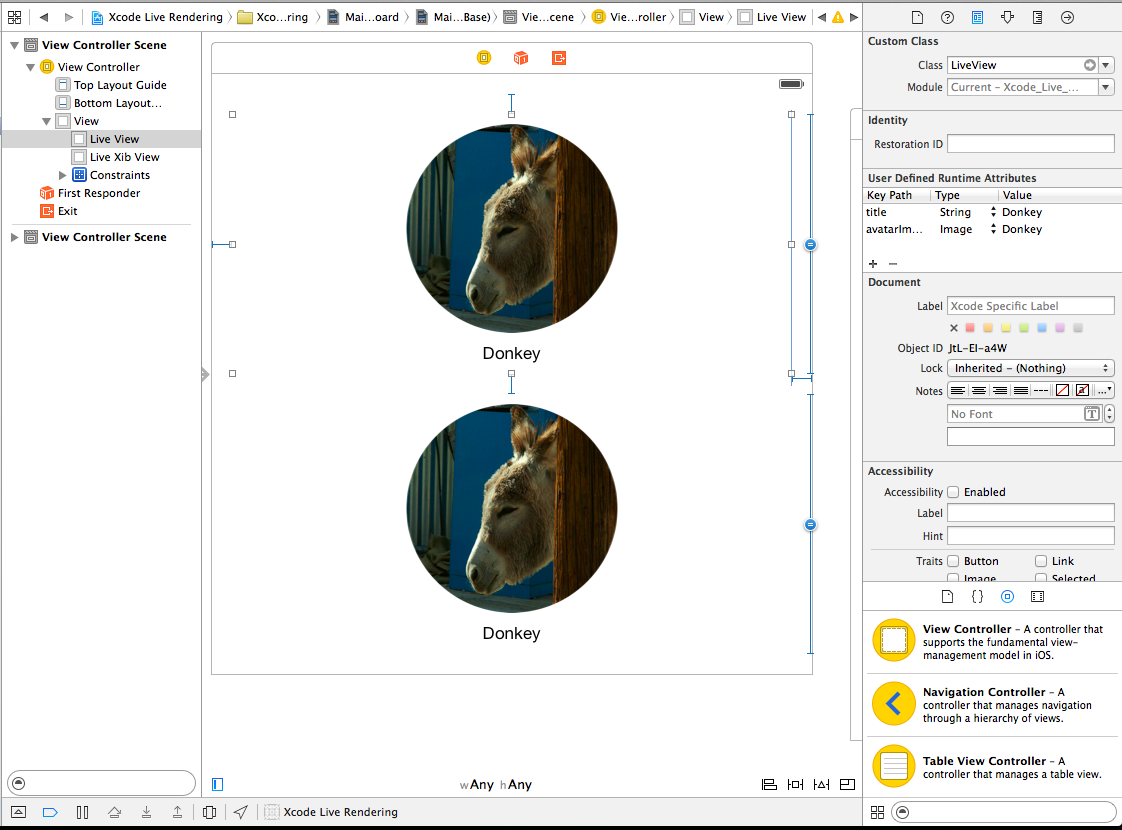 Xcode Live Rendering Xco...ring Mai...oard Mai...Base) Vie...cene Vie...roller View Live View
View Controller Scene
View Controller
Top Layout Guide
Bottom Layout...
View
Live View
Live Xib View
Constraints
First Responder
Exit
View Controller Scene
Donkey
Donkey
wAny hAny
Xcode Live Rendering
Custom Class
Class LiveView
Module Current – Xcode_Live_...
Identity
Restoration ID
User Defined Runtime Attributes
Key Path Type Value
title String Donkey
avatarIm... Image Donkey
Document
Label Xcode Specific Label
Object ID JtL-EI-a4W
Lock Inherited – (Nothing)
Notes
No Font
Accessibility
Accessibility Enabled
Label
Hint
Traits Button Link
Image Selected
View Controller – A controller that
supports the fundamental view-
management model in iOS.
Navigation Controller – A
controller that manages navigation
through a hierarchy of views.
Table View Controller – A
controller that manages a table view.